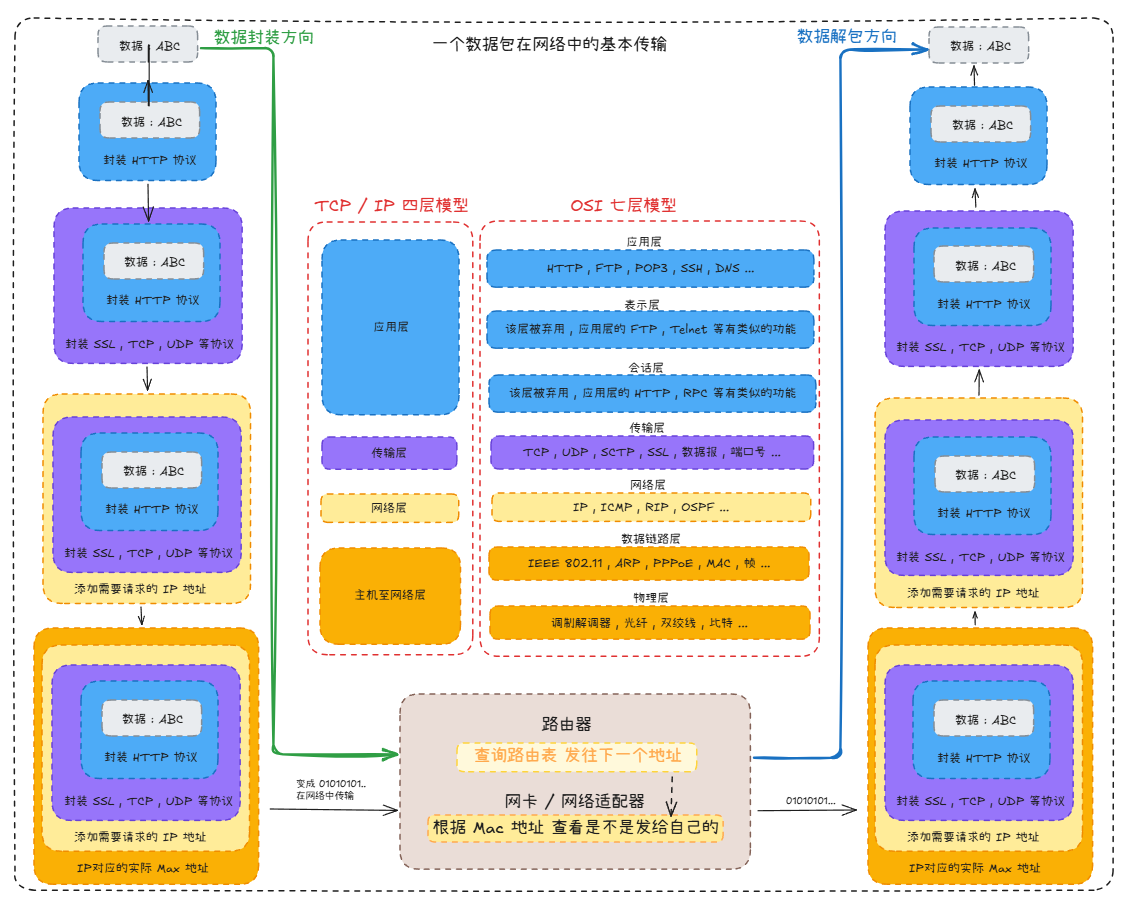 一个数据包在网络中的基本传输
数据封装方向
数据：ABC
数据：ABC
封装 HTTP 协议
数据：ABC
封装 HTTP 协议
封装 SSL，TCP，UDP 等协议
数据：ABC
封装 HTTP 协议
封装 SSL，TCP，UDP 等协议
添加需要请求的 IP 地址
数据：ABC
封装 HTTP 协议
封装 SSL，TCP，UDP 等协议
添加需要请求的 IP 地址
IP对应的实际 Max 地址
TCP / IP 四层模型
应用层
传输层
网络层
主机至网络层
OSI 七层模型
应用层
HTTP，FTP，POP3，SSH，DNS ...
表示层
该层被弃用，应用层的 FTP，Telnet 等有类似的功能
会话层
该层被弃用，应用层的 HTTP，RPC 等有类似的功能
传输层
TCP，UDP，SCTP，SSL，数据报，端口号 ...
网络层
IP，ICMP，RIP，OSPF ...
数据链路层
IEEE 802.11，ARP，PPPoE，MAC，帧 ...
物理层
调制解调器，光纤，双绞线，比特 ...
变成 01010101..
在网络中传输
路由器
查询路由表 发往下一个地址
网卡 / 网络适配器
根据 Mac 地址 查看是不是发给自己的
01010101...
数据解包方向
数据：ABC
数据：ABC
封装 HTTP 协议
数据：ABC
封装 HTTP 协议
封装 SSL，TCP，UDP 等协议
数据：ABC
封装 HTTP 协议
封装 SSL，TCP，UDP 等协议
添加需要请求的 IP 地址
数据：ABC
封装 HTTP 协议
封装 SSL，TCP，UDP 等协议
添加需要请求的 IP 地址
IP对应的实际 Max 地址